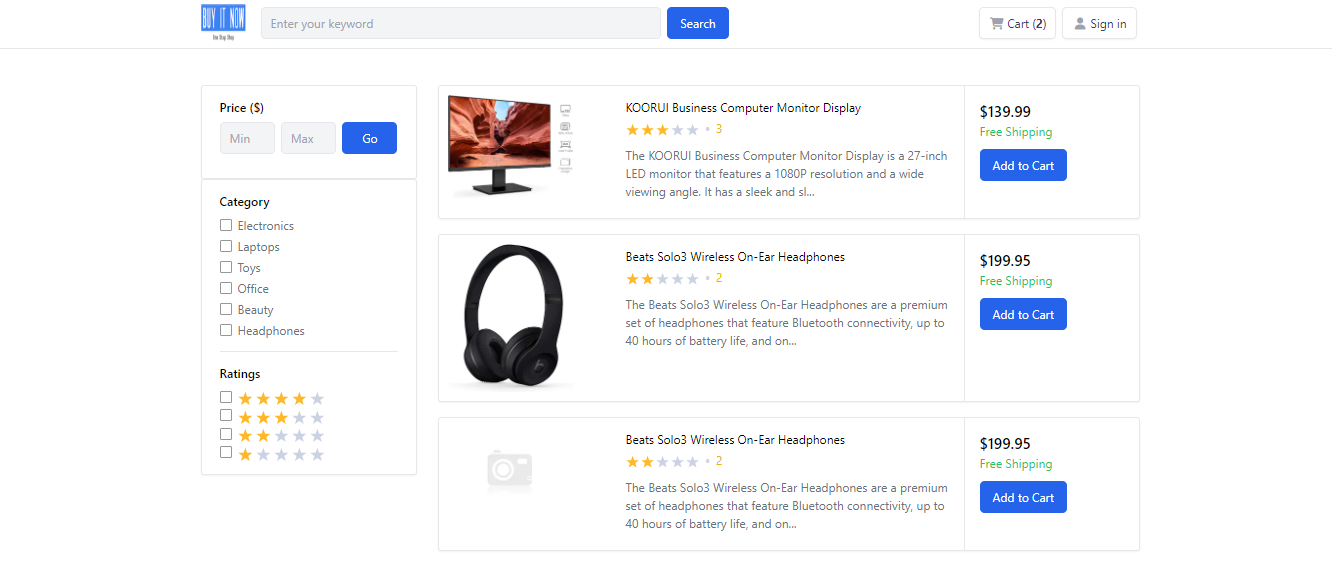 BUY IT NOW
One Stop Shop
Enter your keyword
Search
Cart (2)
Sign in
Price ($)
Min
Max
Go
Category
Electronics
Laptops
Toys
Office
Beauty
Headphones
Ratings
KOORUI Business Computer Monitor Display
• 3
The KOORUI Business Computer Monitor Display is a 27-inch
LED monitor that features a 1080P resolution and a wide
viewing angle. It has a sleek and sl...
$139.99
Free Shipping
Add to Cart
Beats Solo3 Wireless On-Ear Headphones
• 2
The Beats Solo3 Wireless On-Ear Headphones are a premium
set of headphones that feature Bluetooth connectivity, up to
40 hours of battery life, and on...
$199.95
Free Shipping
Add to Cart
Beats Solo3 Wireless On-Ear Headphones
• 2
The Beats Solo3 Wireless On-Ear Headphones are a premium
set of headphones that feature Bluetooth connectivity, up to
40 hours of battery life, and on...
$199.95
Free Shipping
Add to Cart